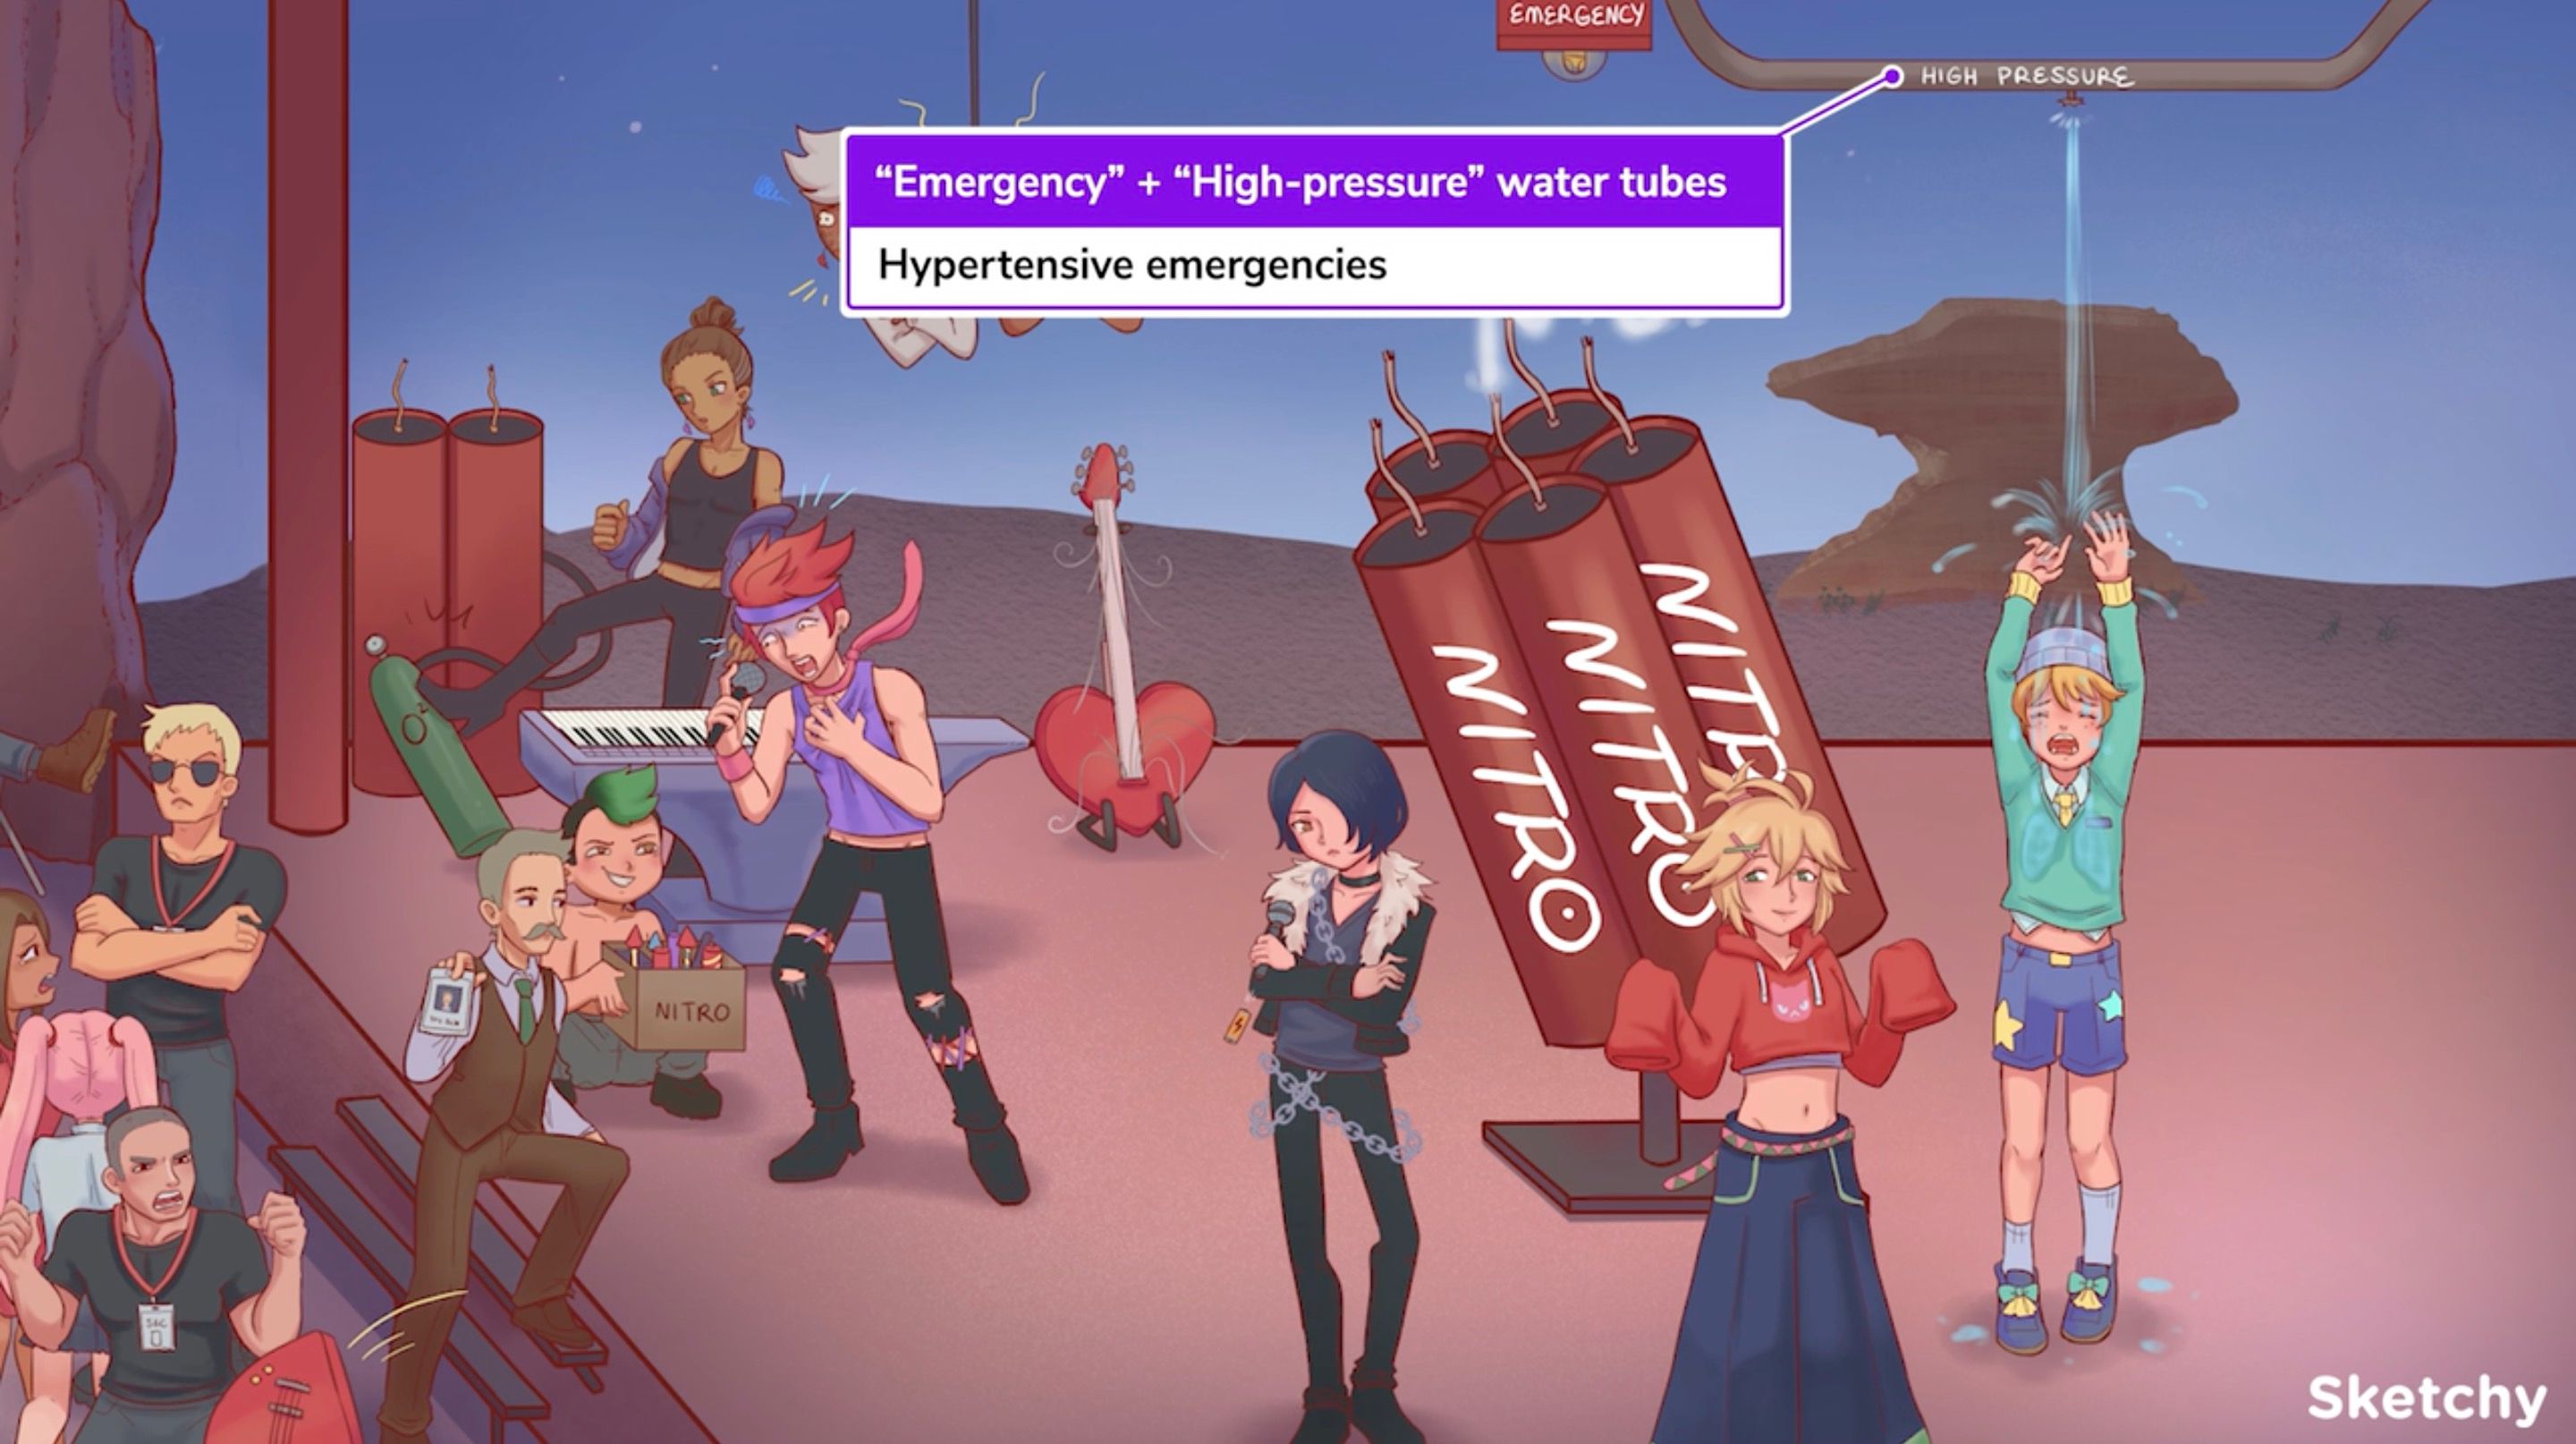 EMERGENCY
HIGH PRESSURE
“Emergency” + “High-pressure” water tubes
Hypertensive emergencies
NITRO
NITRO
NITRO
NITRO
Sketchy